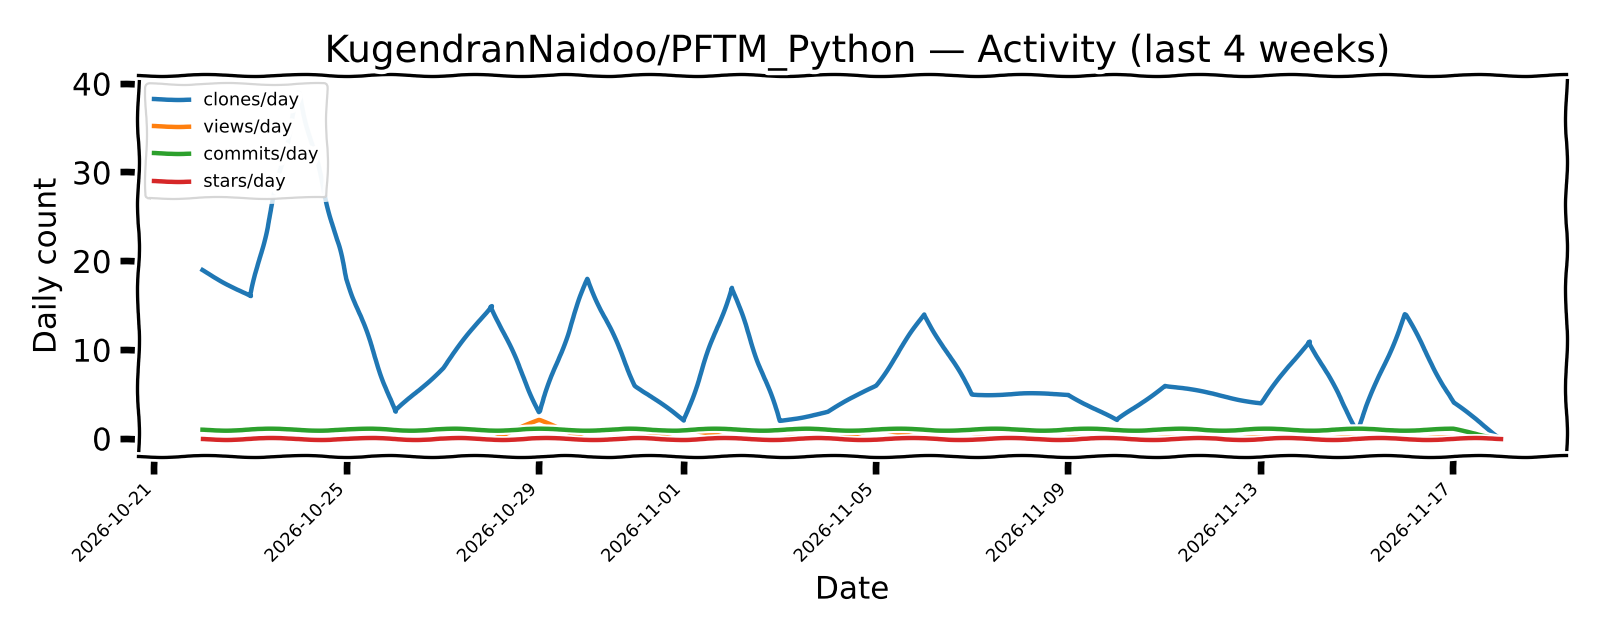 KugendranNaidoo/PFTM_Python — Activity (last 4 weeks)
clones/day
views/day
commits/day
stars/day
Daily count
40
30
20
10
0
2026-10-21
2026-10-25
2026-10-29
2026-11-01
2026-11-05
2026-11-09
2026-11-13
2026-11-17
Date